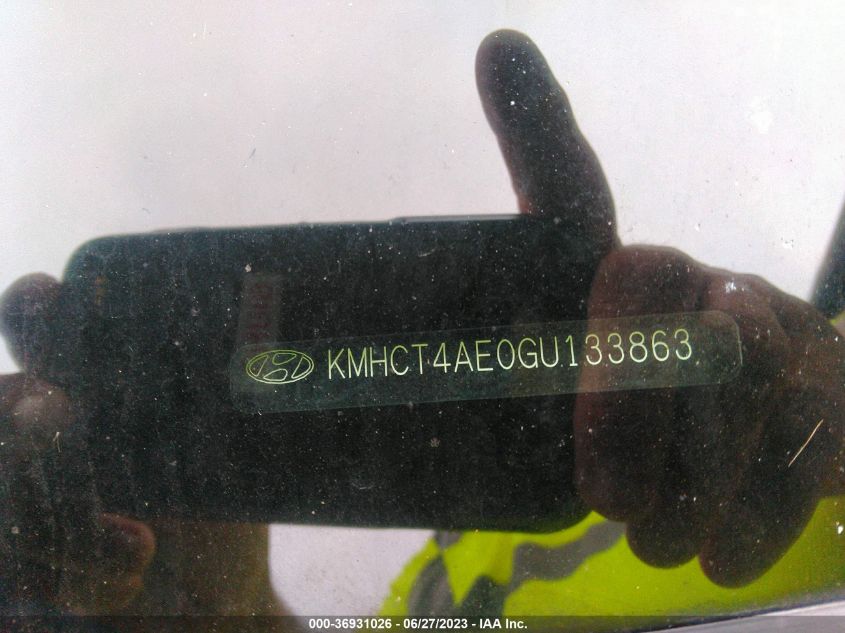 KMHCT4AE0GU133863
000-36931026 - 06/27/2023 - IAA Inc.